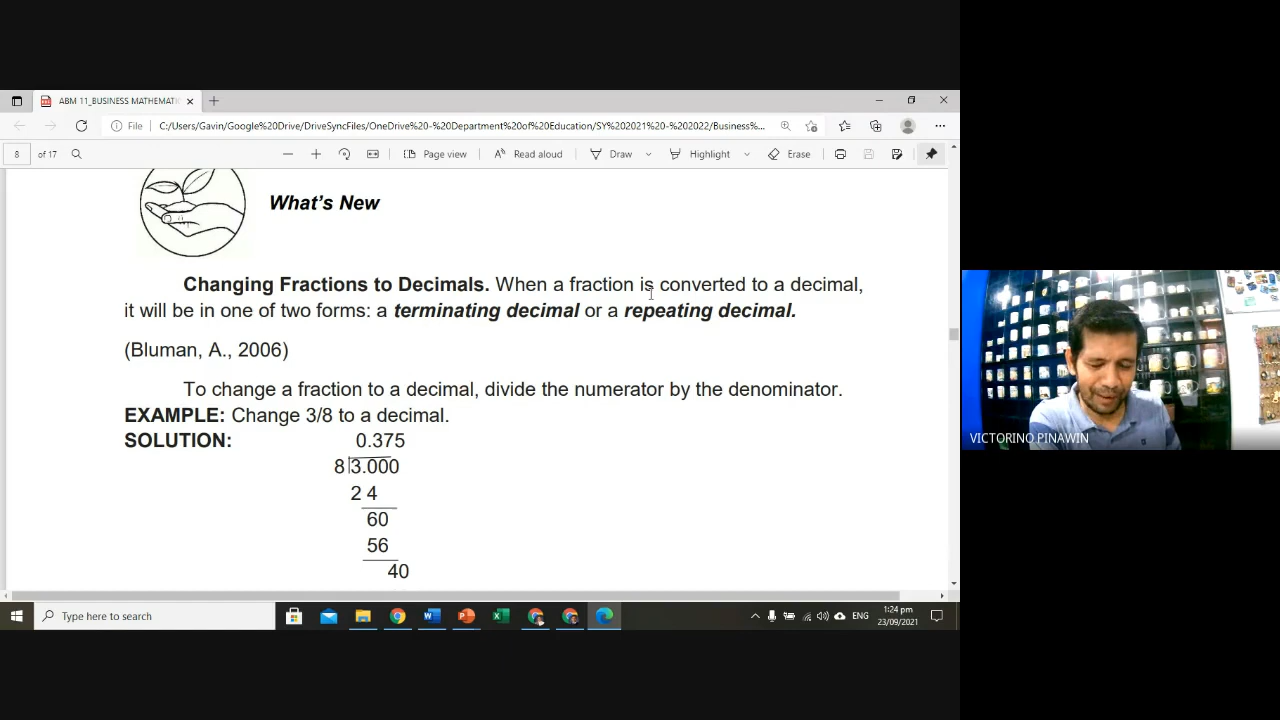 ABM 11_BUSINESS MATHEMATI
File C:/Users/Gavin/Google%20Drive/DriveSyncFiles/OneDrive%20-%20Department%20of%20Education/SY%202021%20-%202022/Business%...
8 of 17 Page view Read aloud Draw Highlight Erase
What's New
Changing Fractions to Decimals. When a fraction is converted to a decimal,
it will be in one of two forms: a terminating decimal or a repeating decimal.
(Bluman, A., 2006)
To change a fraction to a decimal, divide the numerator by the denominator.
EXAMPLE: Change 3/8 to a decimal.
SOLUTION: 0.375
8 3.000
2 4
60
56
40
VICTORINO PINAWIN
Type here to search
ENG
1:24 pm
23/09/2021